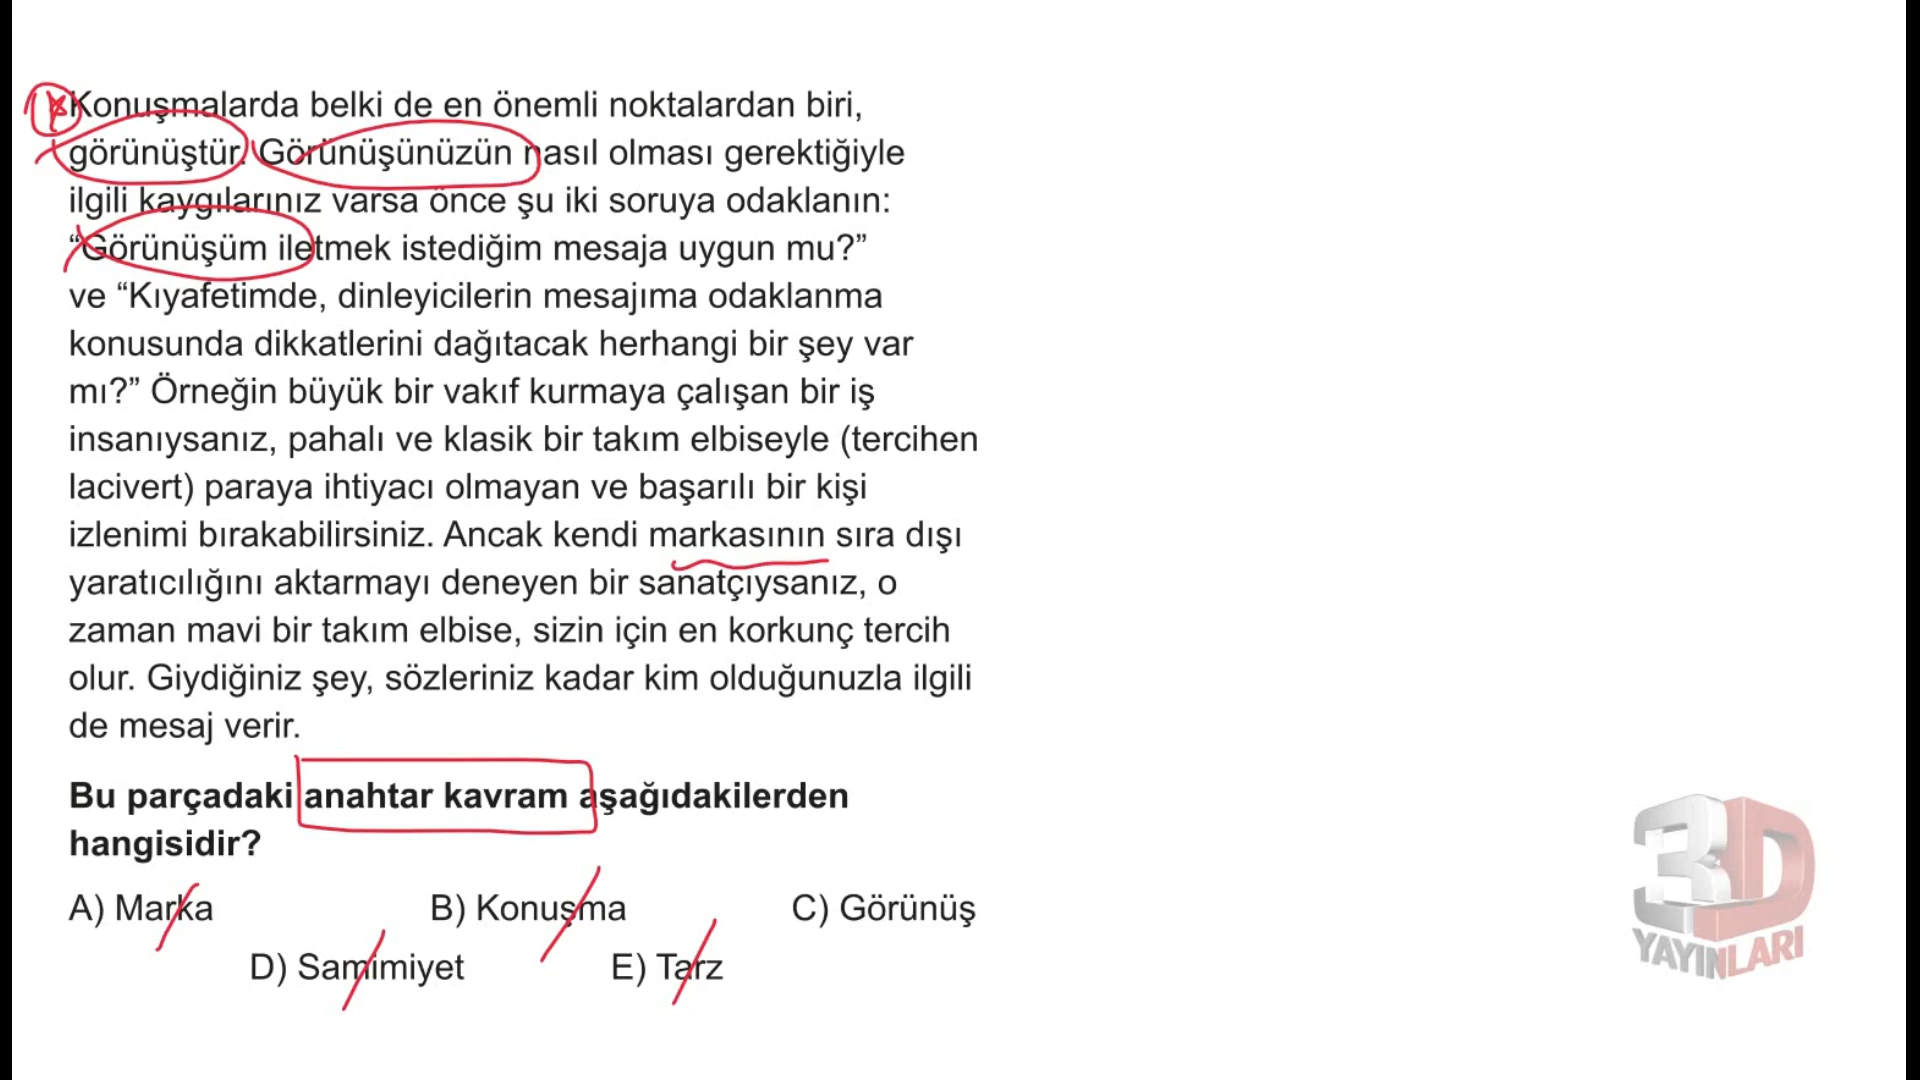 Konuşmalarda belki de en önemli noktalardan biri,
görünüştür. Görünüşünüzün nasıl olması gerektiğiyle
ilgili kaygılarınız varsa önce şu iki soruya odaklanın:
“Görünüşüm iletmek istediğim mesaja uygun mu?”
ve “Kıyafetimde, dinleyicilerin mesajıma odaklanma
konusunda dikkatlerini dağıtacak herhangi bir şey var
mı?” Örneğin büyük bir vakıf kurmaya çalışan bir iş
insanıysanız, pahalı ve klasik bir takım elbiseyle (tercihen
lacivert) paraya ihtiyacı olmayan ve başarılı bir kişi
izlenimi bırakabilirsiniz. Ancak kendi markasının sıra dışı
yaratıcılığını aktarmayı deneyen bir sanatçıysanız, o
zaman mavi bir takım elbise, sizin için en korkunç tercih
olur. Giydiğiniz şey, sözleriniz kadar kim olduğunuzla ilgili
de mesaj verir.
Bu parçadaki anahtar kavram aşağıdakilerden
hangisidir?
A) Marka B) Konuşma C) Görünüş
D) Samimiyet E) Tarz
3D
YAYINLARI